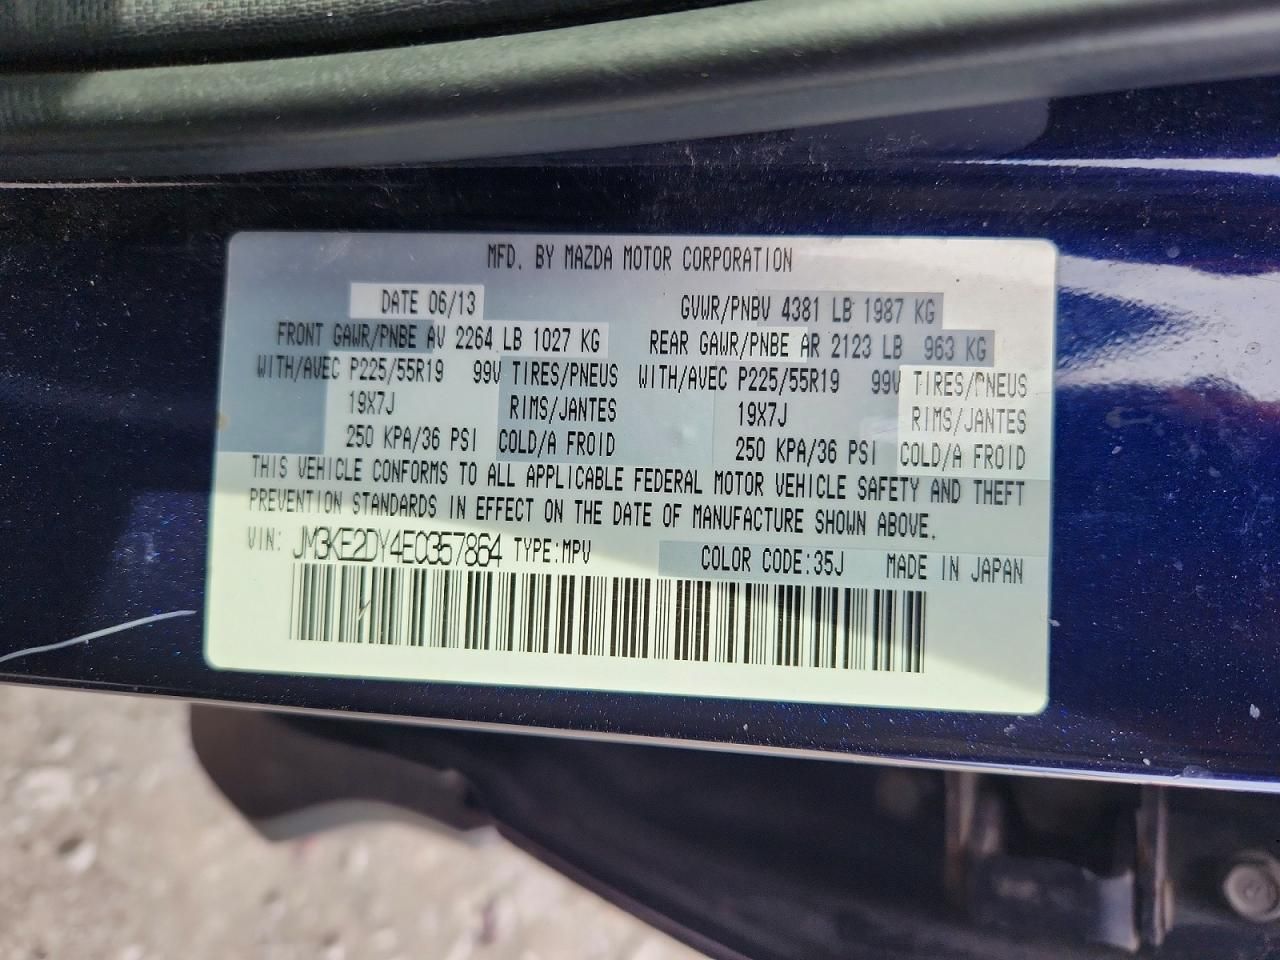 MFD. BY MAZDA MOTOR CORPORATION
DATE 06/13 GVWR/PNBV 4381 LB 1987 KG
FRONT GAWR/PNBE AV 2264 LB 1027 KG REAR GAWR/PNBE AR 2123 LB 963 KG
WITH/AVEC P225/55R19 99V TIRES/PNEUS WITH/AVEC P225/55R19 99V TIRES/PNEUS
19X7J RIMS/JANTES 19X7J RIMS/JANTES
250 KPA/36 PSI COLD/A FROID 250 KPA/36 PSI COLD/A FROID
THIS VEHICLE CONFORMS TO ALL APPLICABLE FEDERAL MOTOR VEHICLE SAFETY AND THEFT
PREVENTION STANDARDS IN EFFECT ON THE DATE OF MANUFACTURE SHOWN ABOVE.
VIN: JM3KE2DY4E0357864 TYPE:MPV COLOR CODE:35J MADE IN JAPAN